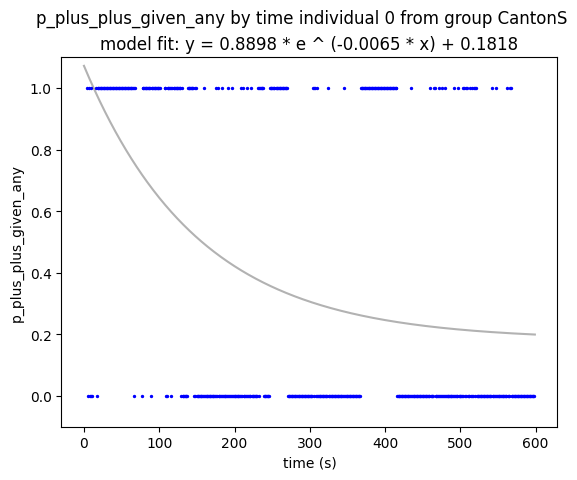 p_plus_plus_given_any by time individual 0 from group CantonS
model fit: y = 0.8898 * e ^ (-0.0065 * x) + 0.1818
1.0
0.8
0.6
0.4
0.2
0.0
p_plus_plus_given_any
0 100 200 300 400 500 600
time (s)